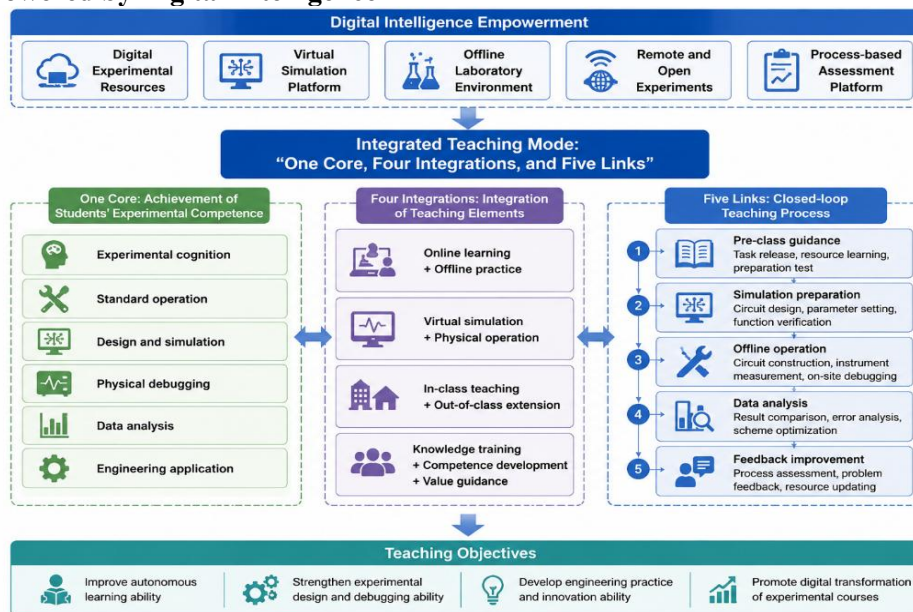 Digital Intelligence Empowerment
Digital
Experimental
Resources
Virtual
Simulation
Platform
Offline
Laboratory
Environment
Remote and
Open
Experiments
Process-based
Assessment
Platform
Integrated Teaching Mode:
“One Core, Four Integrations, and Five Links”
One Core: Achievement of
Students’ Experimental Competence
Experimental cognition
Standard operation
Design and simulation
Physical debugging
Data analysis
Engineering application
Four Integrations: Integration
of Teaching Elements
Online learning
+ Offline practice
Virtual simulation
+ Physical operation
In-class teaching
+ Out-of-class extension
Knowledge training
+ Competence development
+ Value guidance
Five Links: Closed-loop
Teaching Process
1
Pre-class guidance
Task release, resource learning,
preparation test
2
Simulation preparation
Circuit design, parameter setting,
function verification
3
Offline operation
Circuit construction, instrument
measurement, on-site debugging
4
Data analysis
Result comparison, error analysis,
scheme optimization
5
Feedback improvement
Process assessment, problem
feedback, resource updating
Teaching Objectives
Improve autonomous
learning ability
Strengthen experimental
design and debugging ability
Develop engineering practice
and innovation ability
Promote digital transformation
of experimental courses